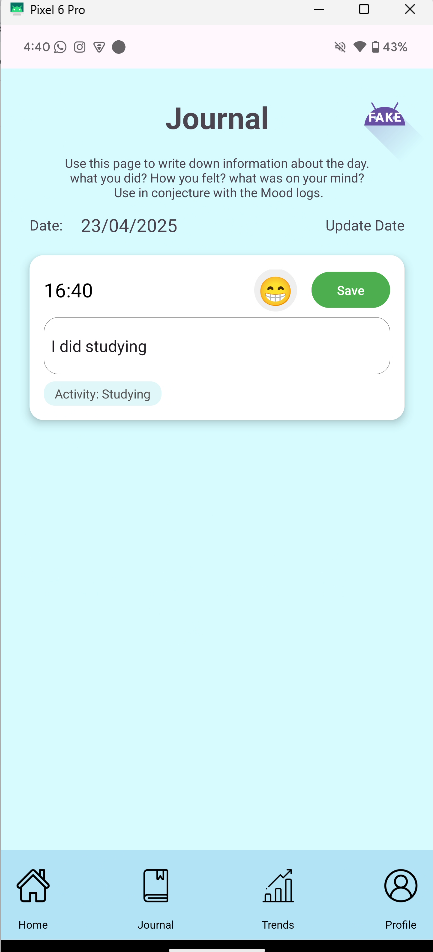 Pixel 6 Pro
4:40
43%
Journal
FAKE
Use this page to write down information about the day.
what you did? How you felt? what was on your mind?
Use in conjecture with the Mood logs.
Date: 23/04/2025 Update Date
16:40 Save
I did studying
Activity: Studying
Home Journal Trends Profile